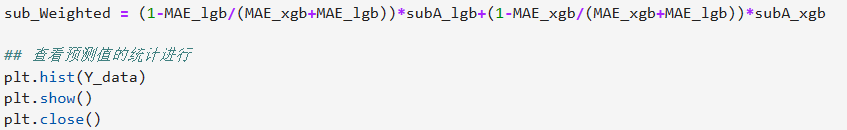 sub_Weighted = (1-MAE_lgb/(MAE_xgb+MAE_lgb))*subA_lgb+(1-MAE_xgb/(MAE_xgb+MAE_lgb))*subA_xgb
## 查看预测值的统计进行
plt.hist(Y_data)
plt.show()
plt.close()